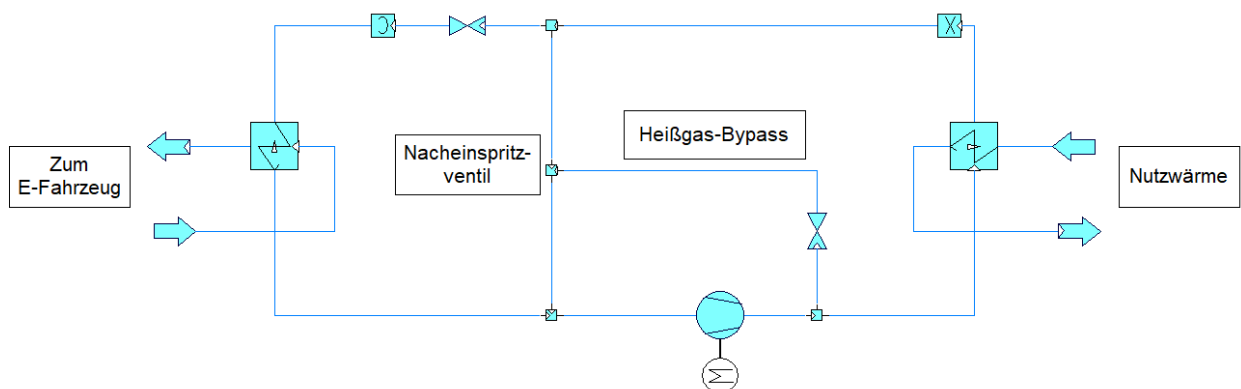 Zum
E-Fahrzeug
Nacheinspritz-
ventil
Heißgas-Bypass
Nutzwärme